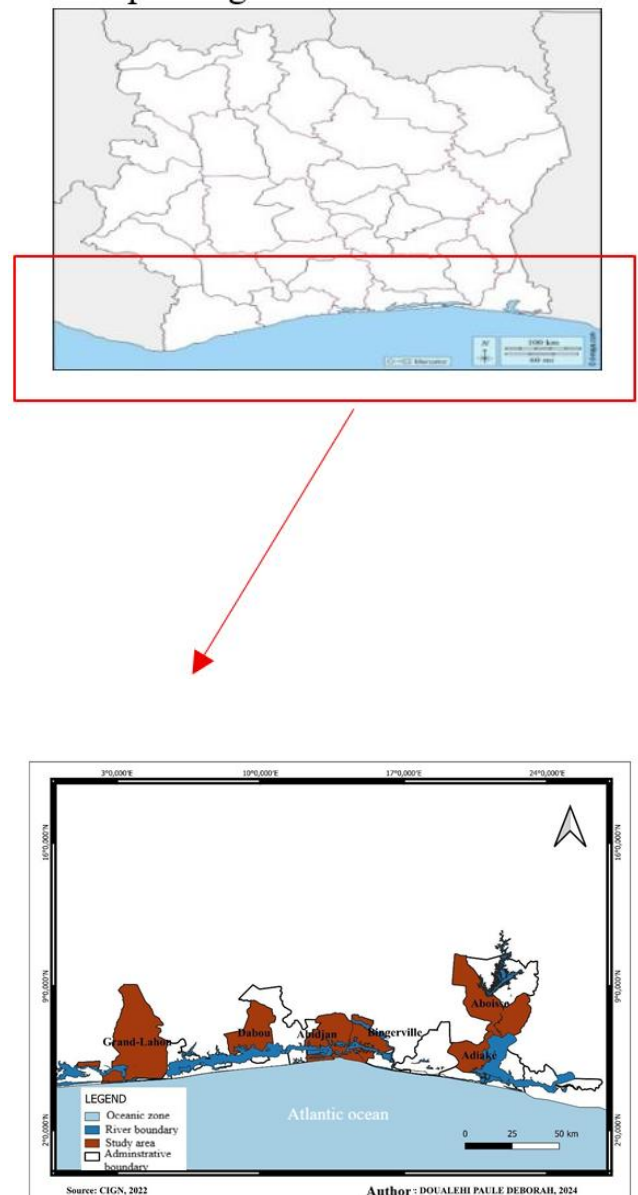 N
100 km
60 mi
3°0,000'E 10°0,000'E 17°0,000'E 24°0,000'E
16°0,000'N 16°0,000'N
9°0,000'N 9°0,000'N
2°0,000'N 2°0,000'N
Aboisso
Grand-Lahou Dabou Abidjan Bingerville
Adiaké
LEGEND
Oceanic zone
River boundary
Study area
Adminstrative
boundary
Atlantic ocean
0 25 50 km
Source: CIGN, 2022 Author : DOUALEHI PAULE DEBORAH, 2024